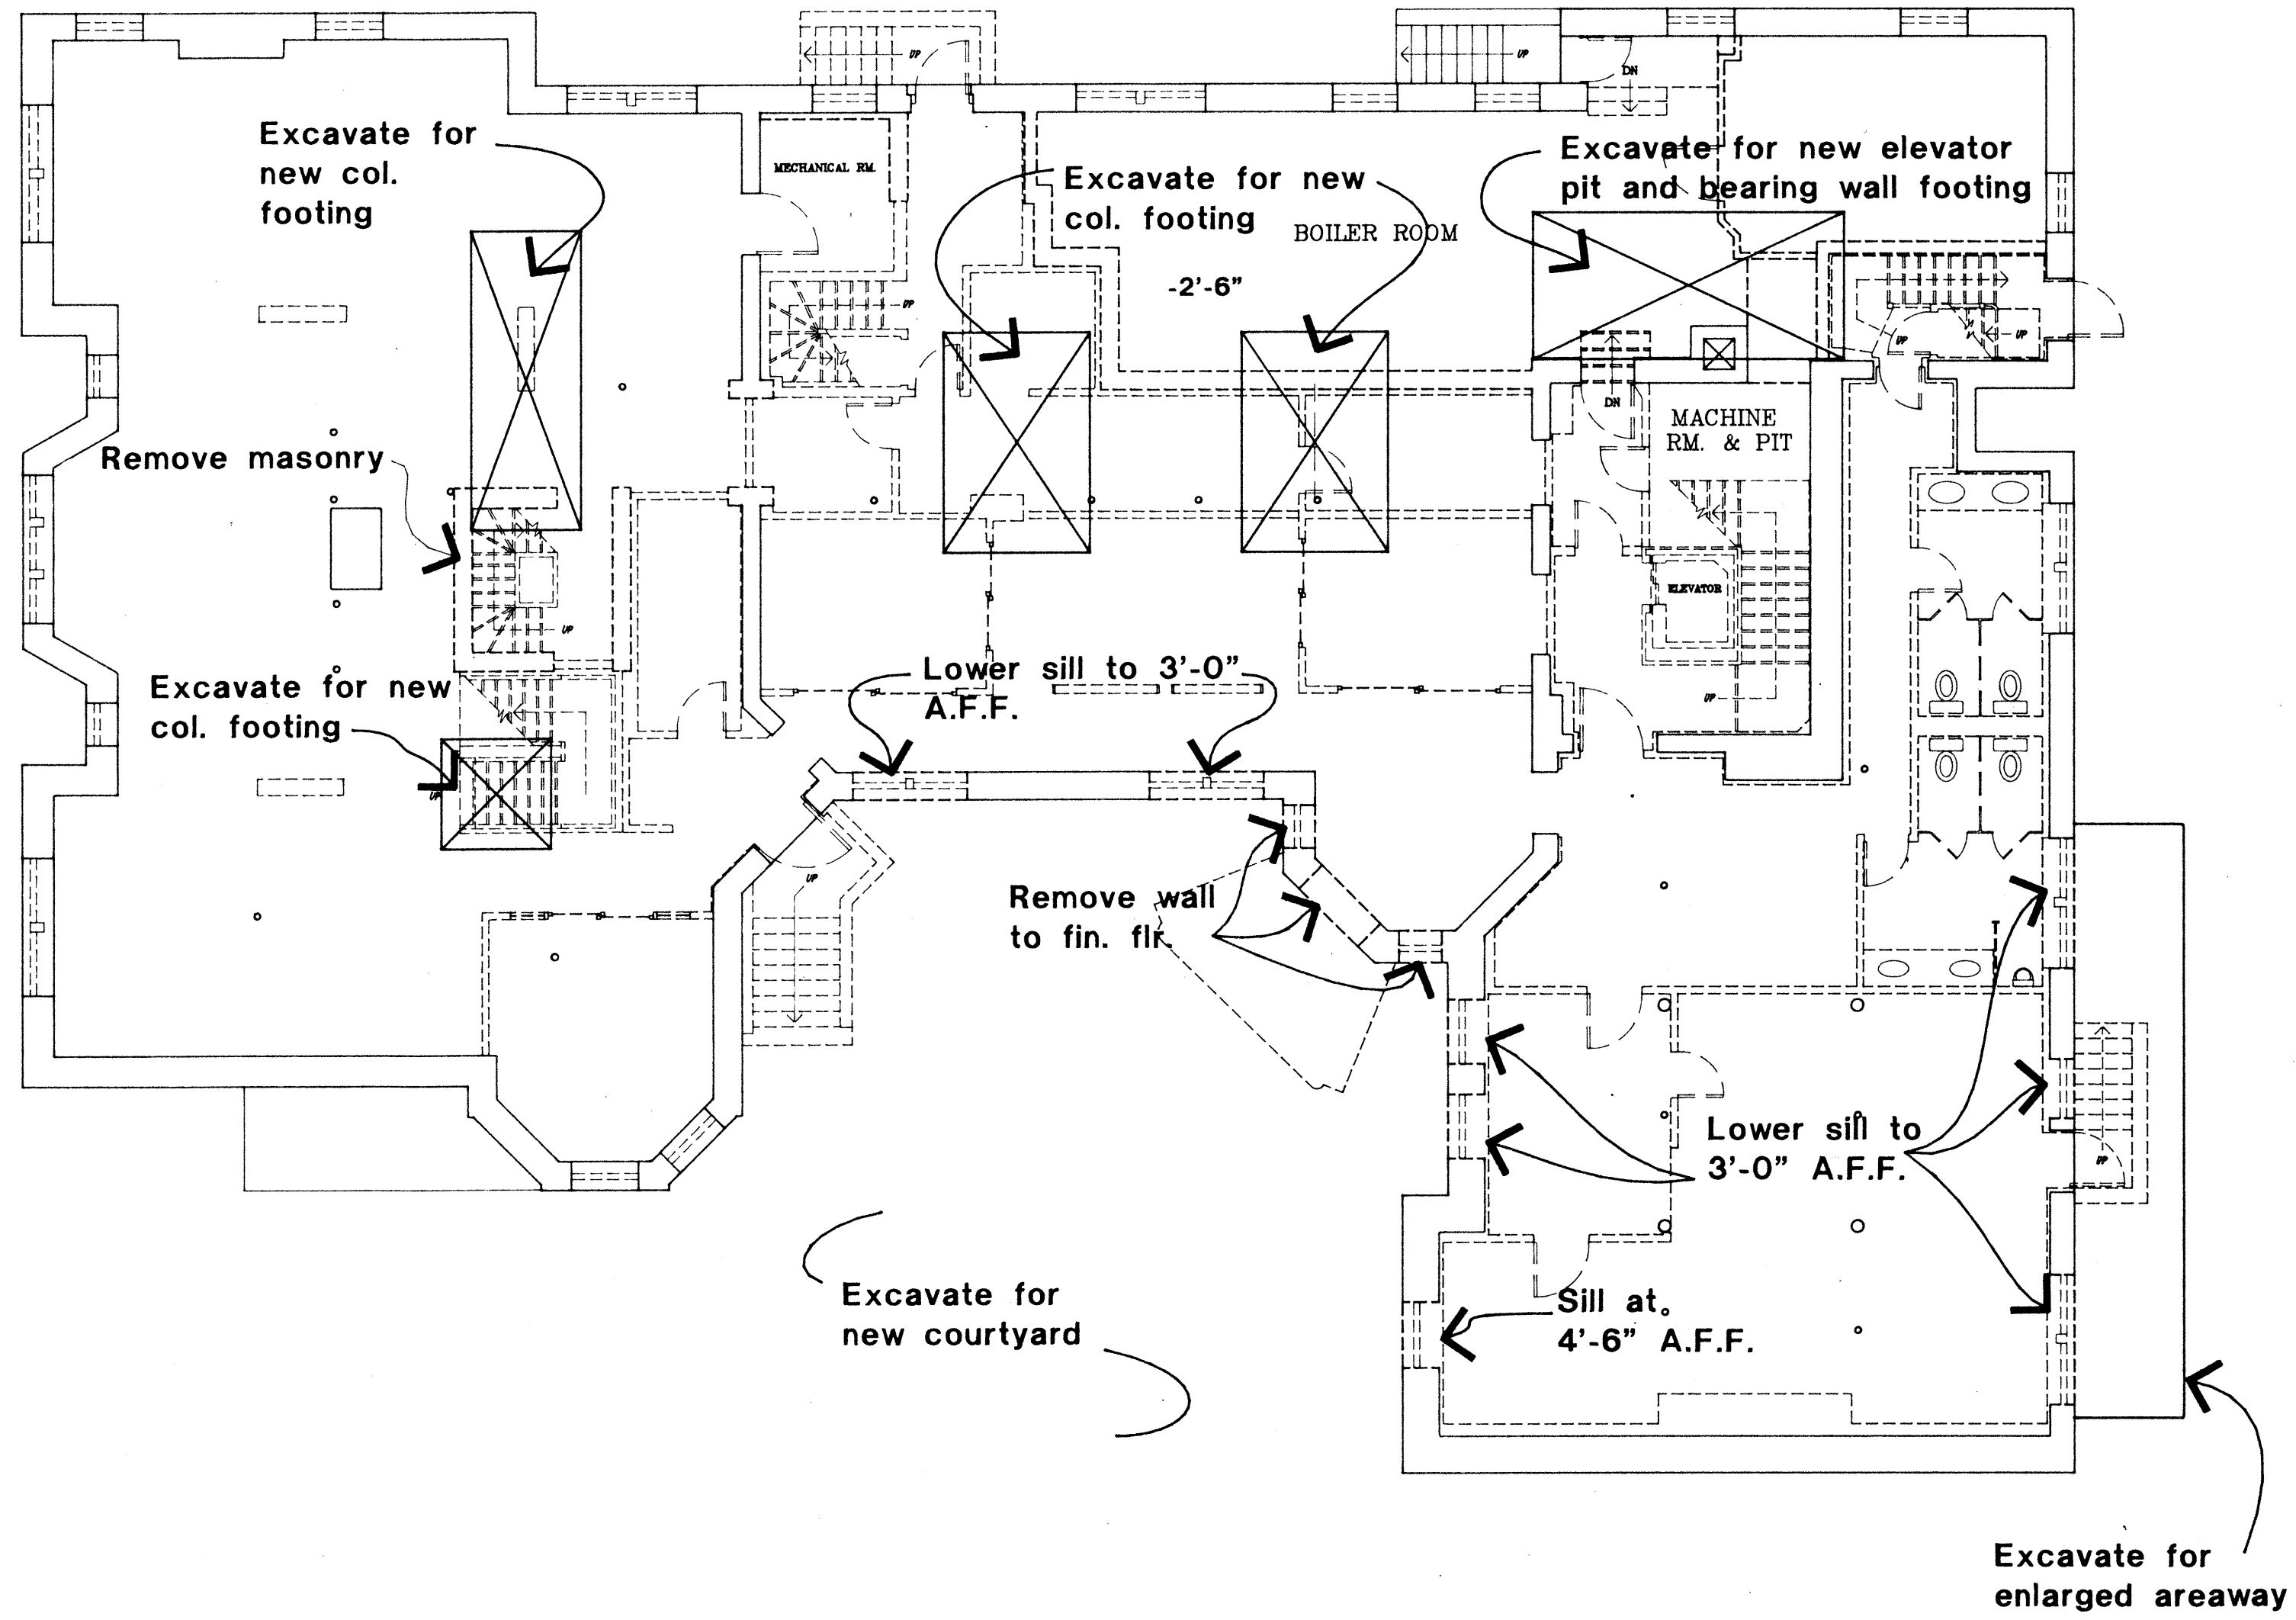 UP
UP
DN
Excavate for
new col.
footing
MECHANICAL RM.
Excavate for new
col. footing
Excavate for new elevator
pit and bearing wall footing
BOILER ROOM
-2'-6"
UP
UP
UP
DN
MACHINE
RM. & PIT
Remove masonry
ELEVATOR
UP
UP
Excavate for new
col. footing
UP
Lower sill to 3'-0"
A.F.F.
UP
Remove wall
to fin. flr.
Lower sill to
3'-0" A.F.F.
UP
Excavate for
new courtyard
Sill at
4'-6" A.F.F.
Excavate for
enlarged areaway